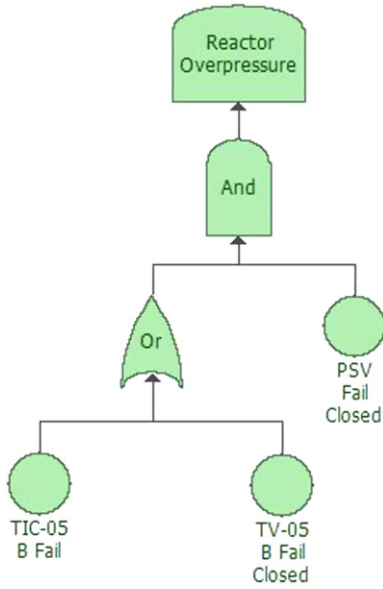 Reactor
Overpressure
And
Or
PSV
Fail
Closed
TIC-05
B Fail
TV-05
B Fail
Closed